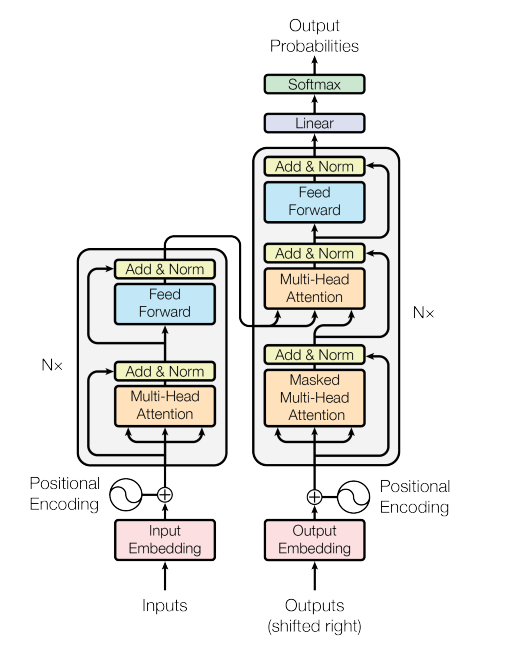 Output
Probabilities
Softmax
Linear
Add & Norm
Feed
Forward
Add & Norm
Multi-Head
Attention
Add & Norm
Masked
Multi-Head
Attention
Nx
Add & Norm
Feed
Forward
Add & Norm
Multi-Head
Attention
N×
Positional
Encoding
Positional
Encoding
Input
Embedding
Output
Embedding
Inputs
Outputs
(shifted right)